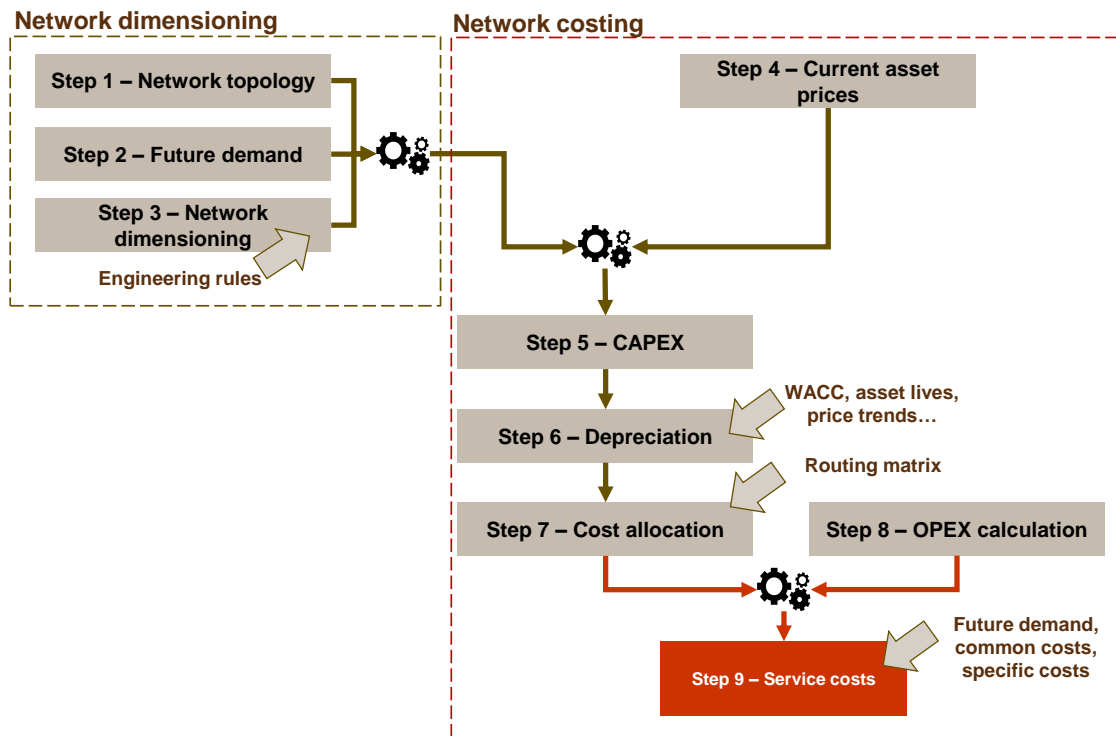 Network dimensioning
Network costing
Step 1 – Network topology
Step 2 – Future demand
Step 3 – Network
dimensioning
Engineering rules
Step 4 – Current asset
prices
Step 5 – CAPEX
WACC, asset lives,
price trends…
Step 6 – Depreciation
Routing matrix
Step 7 – Cost allocation
Step 8 – OPEX calculation
Future demand,
common costs,
specific costs
Step 9 – Service costs